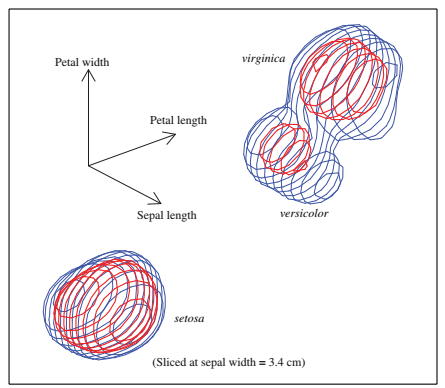 virginica
Petal width
Petal length
Sepal length
versicolor
setosa
(Sliced at sepal width = 3.4 cm)